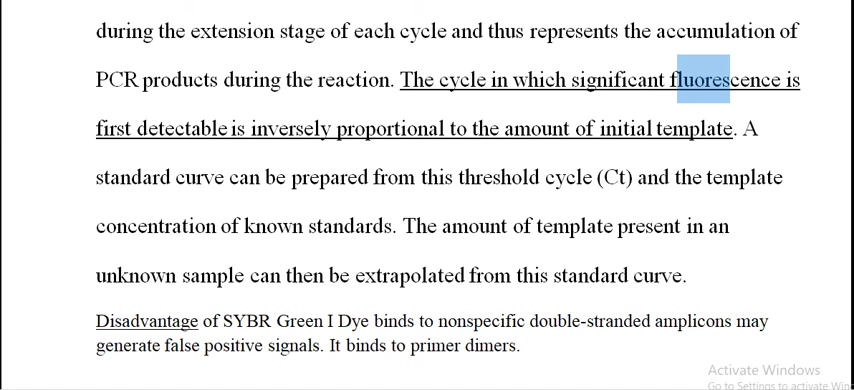 during the extension stage of each cycle and thus represents the accumulation of
PCR products during the reaction. The cycle in which significant fluorescence is
first detectable is inversely proportional to the amount of initial template. A
standard curve can be prepared from this threshold cycle (Ct) and the template
concentration of known standards. The amount of template present in an
unknown sample can then be extrapolated from this standard curve.
Disadvantage of SYBR Green I Dye binds to nonspecific double-stranded amplicons may
generate false positive signals. It binds to primer dimers.
Activate Windows
Go to Settings to activate Win